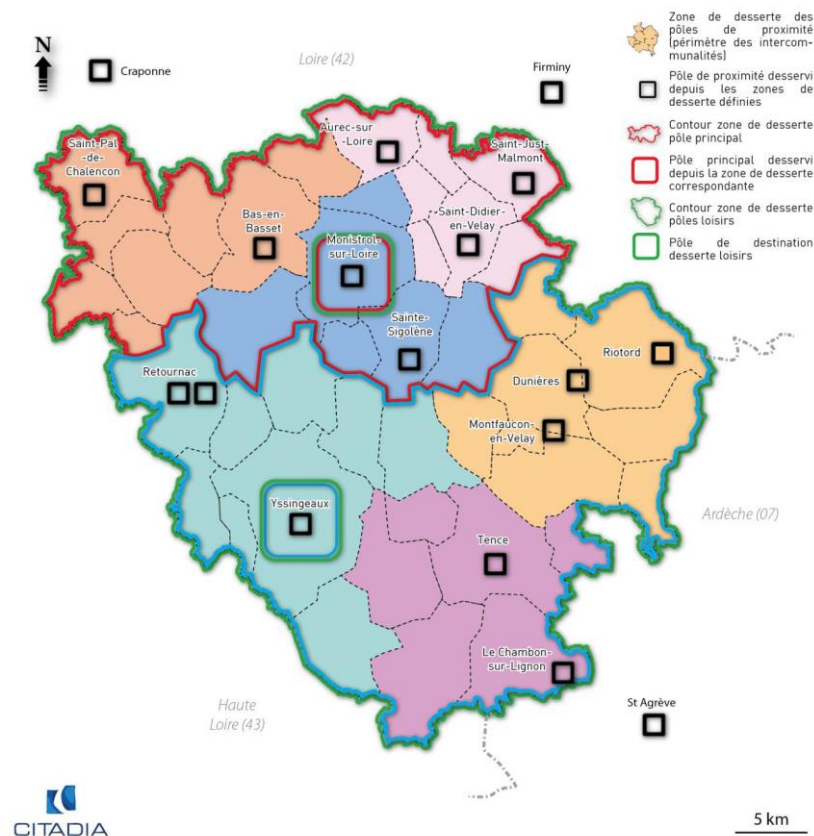 N
Craponne
Loire (42)
Firminy
Aurec-sur
-Loire
Saint-Pal
-de-
Chalencon
Saint-Just-
Malmont
Bas-en-
Basset
Saint-Didier
-en-Velay
Monistrol
-sur-Loire
Sainte-
Sigolène
Retournac
Riotord
Dunières
Montfaucon-
en-Velay
Yssingeaux
Ardèche (07)
Tence
Le Chambon-
sur-Lignon
Haute
Loire (43)
St Agrève
Zone de desserte des
pôles de proximité
(périmètre des intercom-
munalités)
Pôle de proximité desservi
depuis les zones de
desserte définies
Contour zone de desserte
pôle principal
Pôle principal desservi
depuis la zone de desserte
correspondante
Contour zone de desserte
pôles loisirs
Pôle de destination
desserte loisirs
CITADIA
5 km